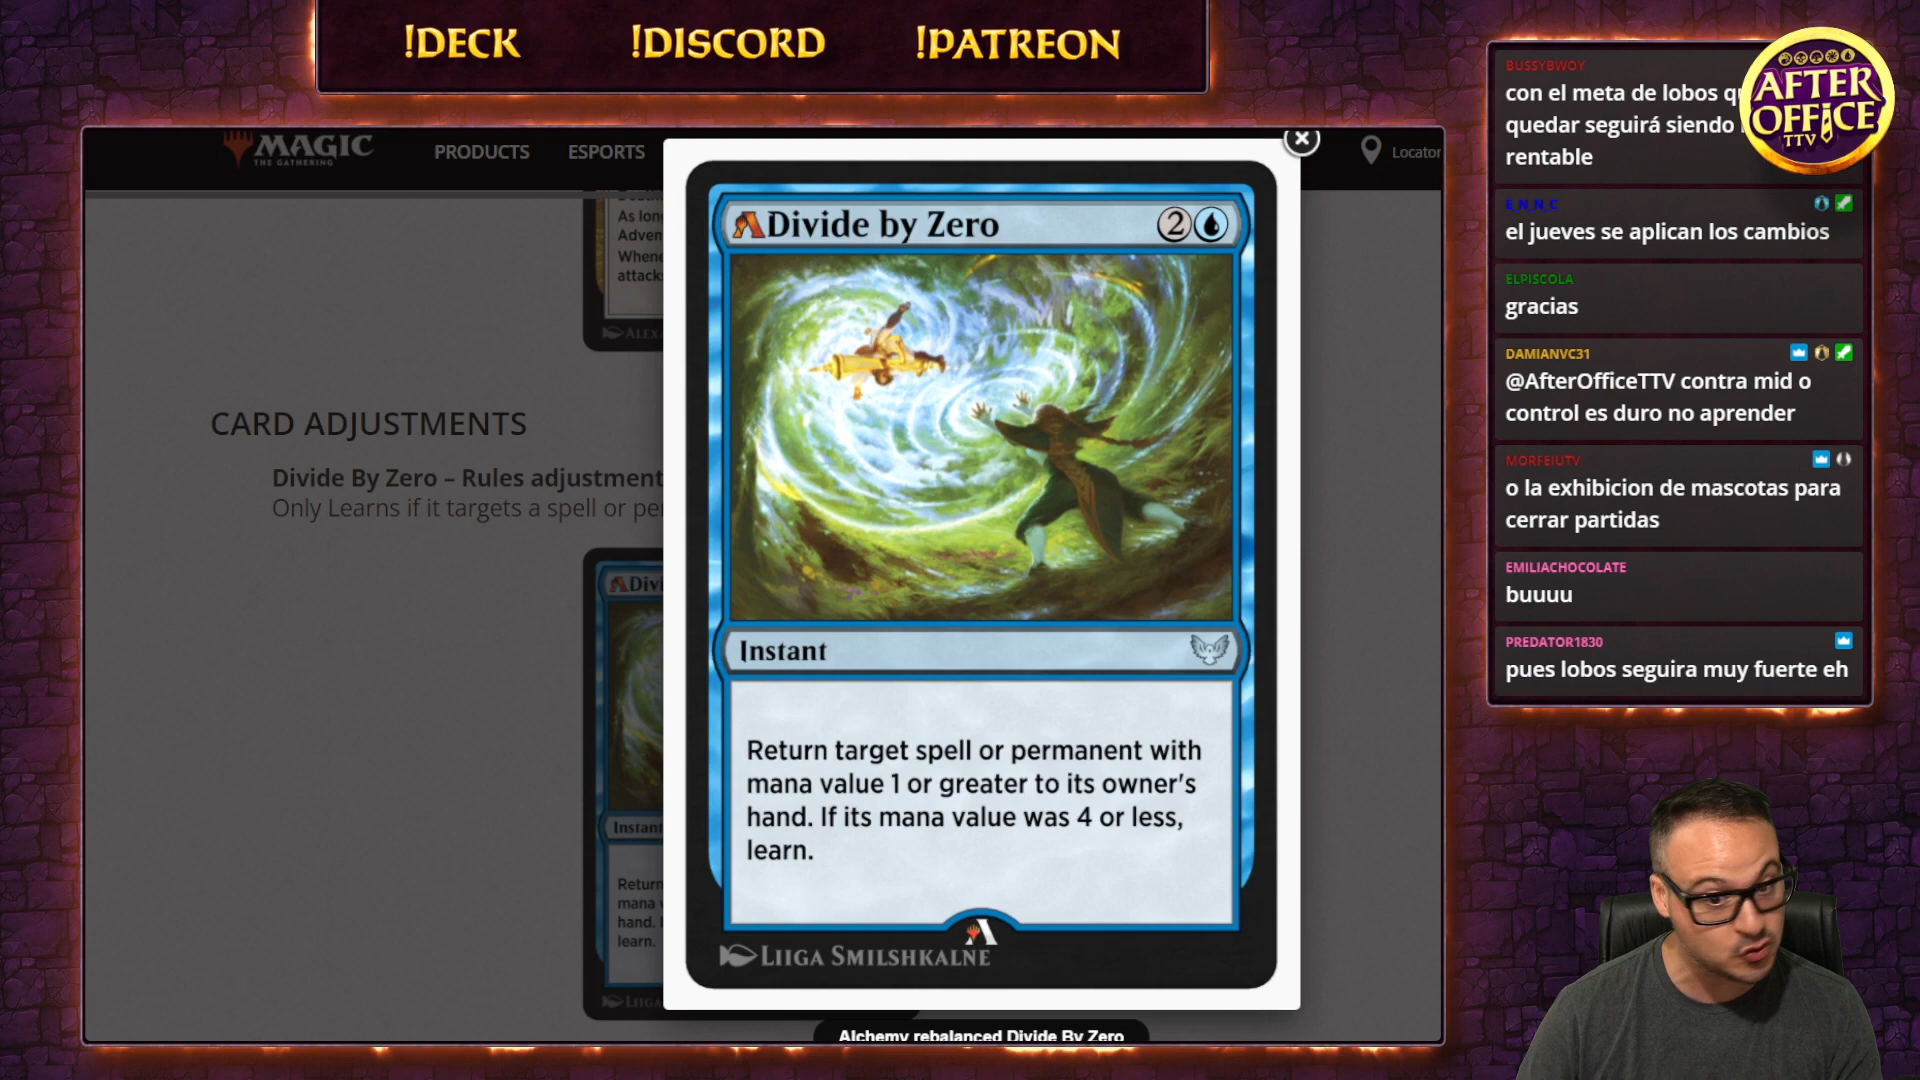 !DECK
!DISCORD
!PATREON
MAGIC
THE GATHERING
PRODUCTS
ESPORTS
Locator
As lon
Adven
Whene
attack
ALEX
CARD ADJUSTMENTS
Divide By Zero – Rules adjustment
Only Learns if it targets a spell or pe
Divi
Instant
Return
mana v
hand. I
learn.
LIIGA
Divide by Zero
2
Instant
Return target spell or permanent with
mana value 1 or greater to its owner's
hand. If its mana value was 4 or less,
learn.
LIIGA SMILSHKALNE
Alchemy rebalanced Divide By Zero
AFTER
OFFICE
TTV
BUSSYBWOY
con el meta de lobos q
quedar seguirá siendo
rentable
E_N_N_C
el jueves se aplican los cambios
ELPISCOLA
gracias
DAMIANVC31
@AfterOfficeTTV contra mid o
control es duro no aprender
MORFEIUTV
o la exhibicion de mascotas para
cerrar partidas
EMILIACHOCOLATE
buuuu
PREDATOR1830
pues lobos seguira muy fuerte eh